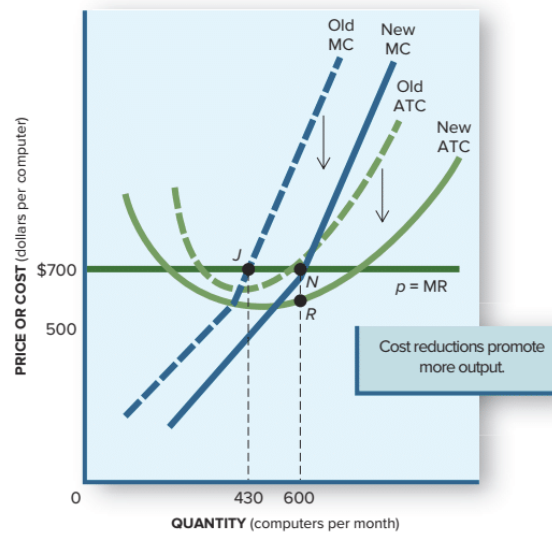 Old
MC
New
MC
Old
ATC
New
ATC
PRICE OR COST (dollars per computer)
J
$700
N
p = MR
R
500
Cost reductions promote
more output.
0
430
600
QUANTITY (computers per month)